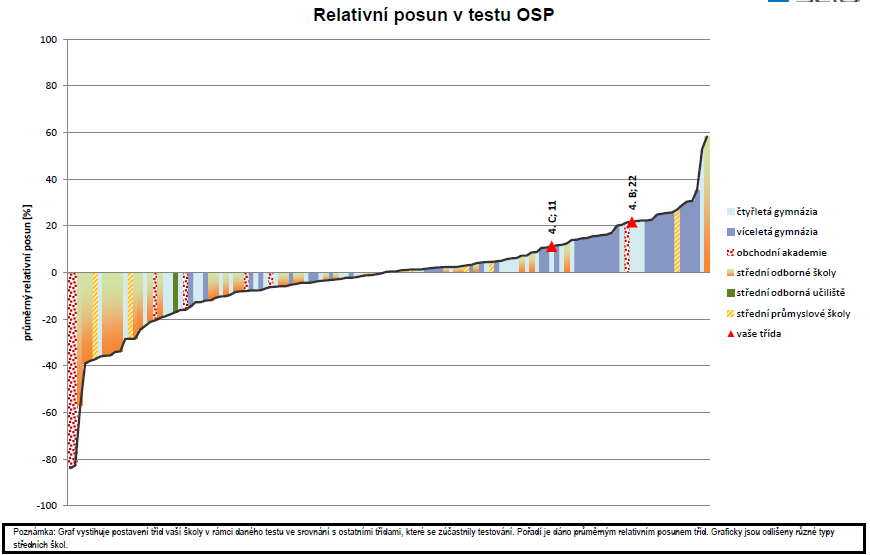 Relativní posun v testu OSP
průměrný relativní posun [%]
100
80
60
40
20
0
-20
-40
-60
-80
-100
4. C; 11
4. B; 22
čtyřletá gymnázia
víceletá gymnázia
obchodní akademie
střední odborné školy
střední odborná učiliště
střední průmyslové školy
vaše třída
Poznámka: Graf vystihuje postavení tříd vaší školy v rámci daného testu ve srovnání s ostatními třídami, které se zúčastnily testování. Pořadí je dáno průměrným relativním posunem tříd. Graficky jsou odlišeny různé typy
středních škol.